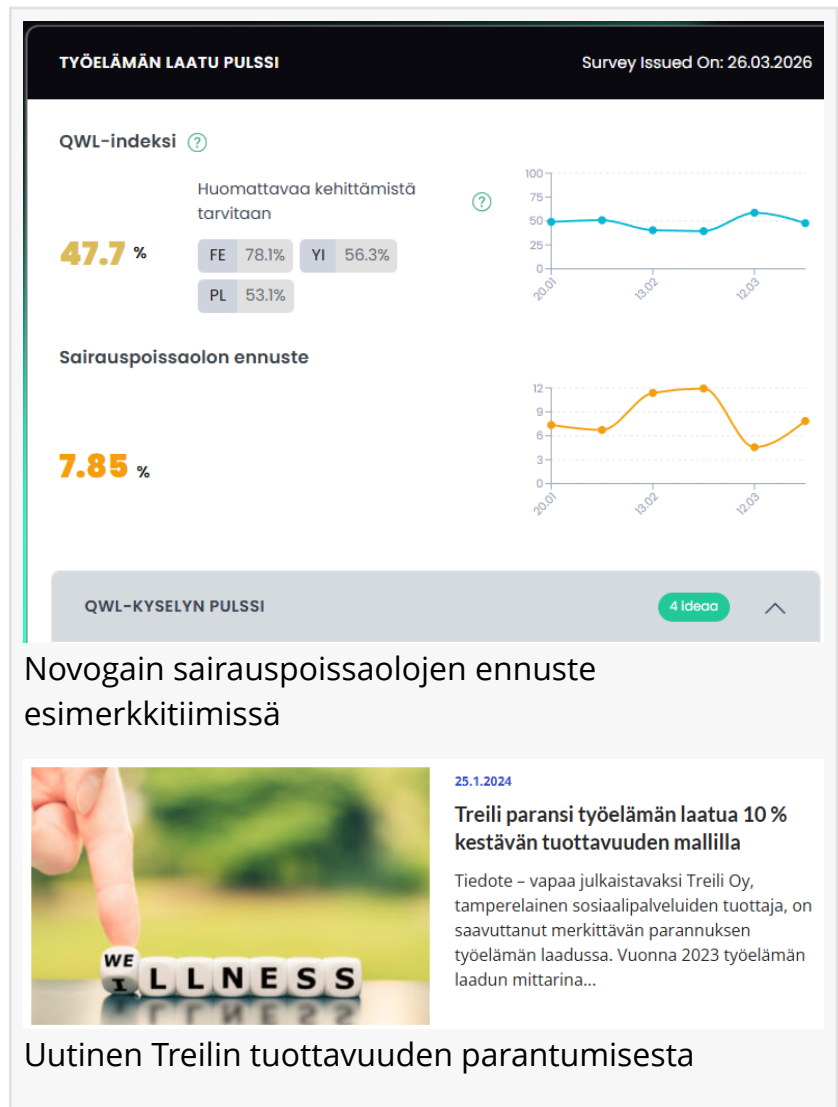 TYÖELÄMÄN LAATU PULSSI
Survey Issued On: 26.03.2026
QWL-indeksi ?
Huomattavaa kehittämistä
tarvitaan
?
47.7 %
FE 78.1% YI 56.3%
PL 53.1%
100
75
50
25
0
20.01
13.02
12.03
Sairauspoissaolon ennuste
7.85 %
12
9
6
3
0
20.01
13.02
12.03
QWL-KYSELYN PULSSI
4 ideaa
Novogain sairauspoissaolojen ennuste
esimerkkitiimissä
WE
I L L N E S S
25.1.2024
Treili paransi työelämän laatua 10 %
kestävän tuottavuuden mallilla
Tiedote – vapaa julkaistavaksi Treili Oy,
tamperelainen sosiaalipalveluiden tuottaja, on
saavuttanut merkittävän parannuksen
työelämän laadussa. Vuonna 2023 työelämän
laadun mittarina...
Uutinen Treilin tuottavuuden parantumisesta